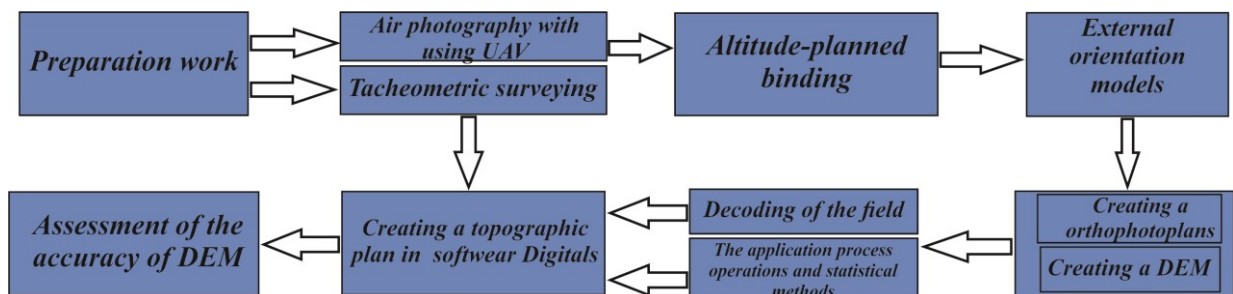 Preparation work
Air photography with
using UAV
Tacheometric surveying
Altitude-planned
binding
External
orientation
models
Assessment of the
accuracy of DEM
Creating a topographic
plan in softwear Digitals
Decoding of the field
The application process
operations and statistical
methods
Creating a
orthophotoplans
Creating a DEM